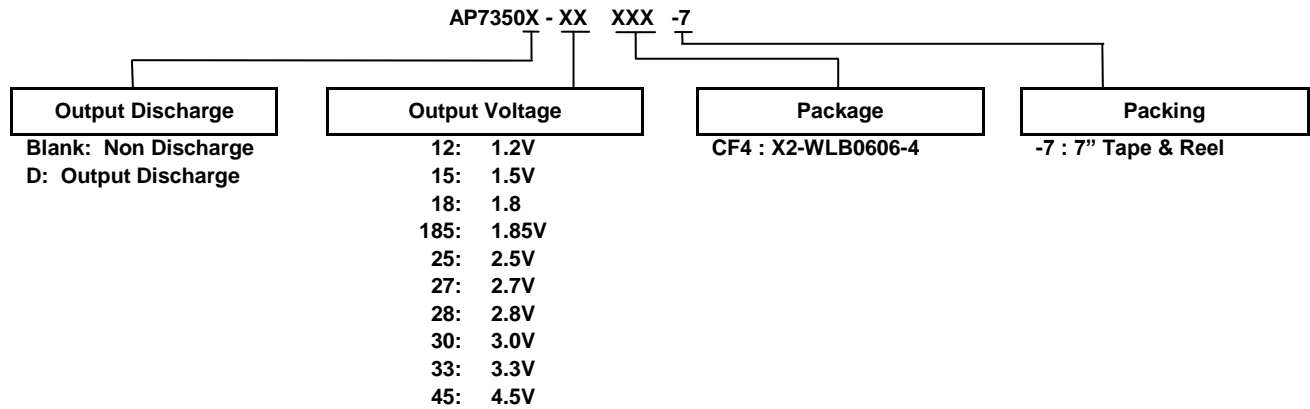 AP7350X - XX XXX -7
Output Discharge
Blank: Non Discharge
D: Output Discharge
Output Voltage
12: 1.2V
15: 1.5V
18: 1.8
185: 1.85V
25: 2.5V
27: 2.7V
28: 2.8V
30: 3.0V
33: 3.3V
45: 4.5V
Package
CF4 : X2-WLB0606-4
Packing
-7 : 7” Tape & Reel